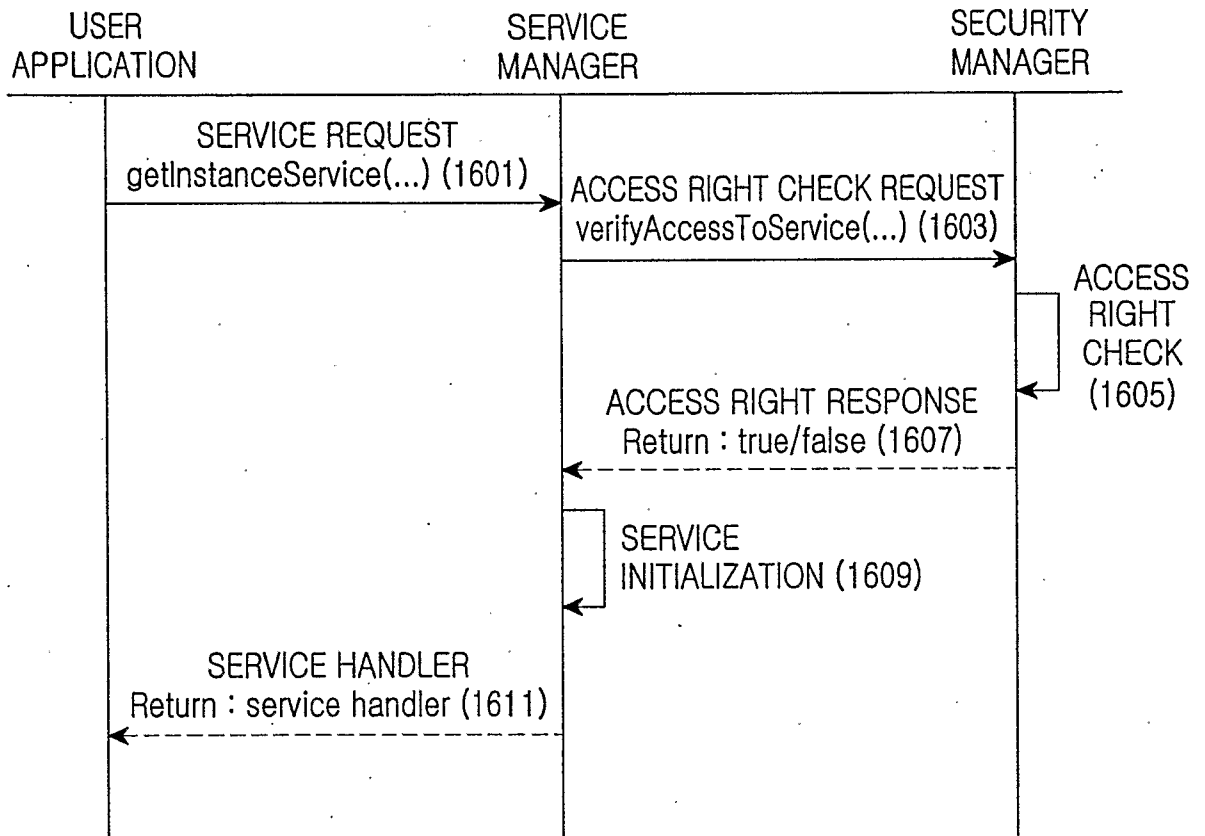 USER
APPLICATION
SERVICE
MANAGER
SECURITY
MANAGER
SERVICE REQUEST
getInstanceService(...) (1601)
ACCESS RIGHT CHECK REQUEST
verifyAccessToService(...) (1603)
ACCESS
RIGHT
CHECK
(1605)
ACCESS RIGHT RESPONSE
Return : true/false (1607)
SERVICE
INITIALIZATION (1609)
SERVICE HANDLER
Return : service handler (1611)